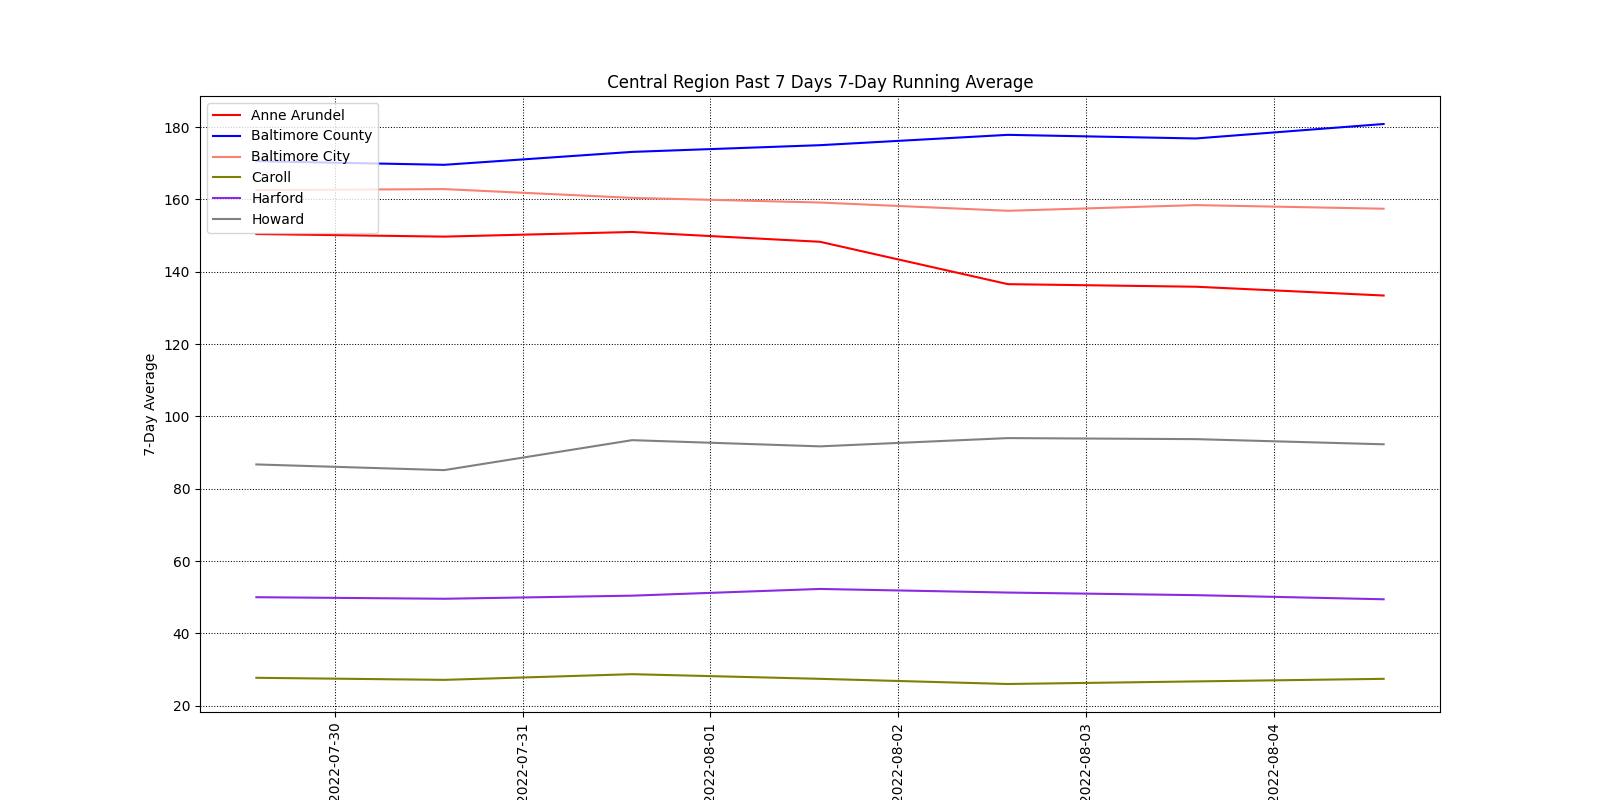 Central Region Past 7 Days 7-Day Running Average
Anne Arundel
Baltimore County
Baltimore City
Caroll
Harford
Howard
180
160
140
120
100
80
60
40
20
7-Day Average
2022-07-30
2022-07-31
2022-08-01
2022-08-02
2022-08-03
2022-08-04